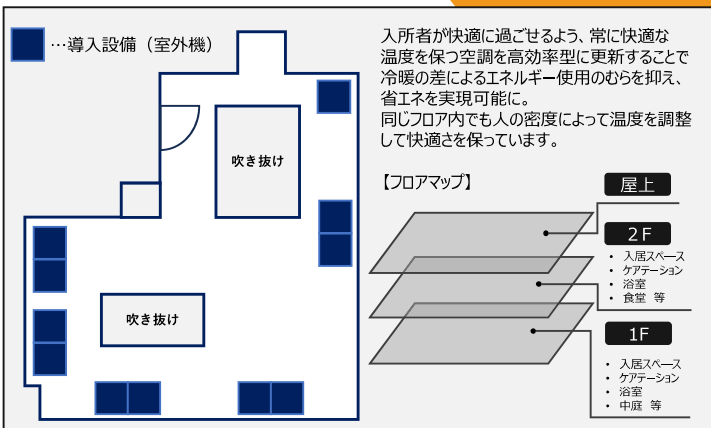 …導入設備（室外機）
入所者が快適に過ごせるよう、常に快適な
温度を保つ空調を高効率型に更新することで
冷暖の差によるエネルギー使用のむらを抑え、
省エネを実現可能に。
同じフロア内でも人の密度によって温度を調整
して快適さを保っています。
吹き抜け
吹き抜け
【フロアマップ】
屋上
2F
• 入居スペース
• ケアテーション
• 浴室
• 食堂 等
1F
• 入居スペース
• ケアテーション
• 浴室
• 中庭 等